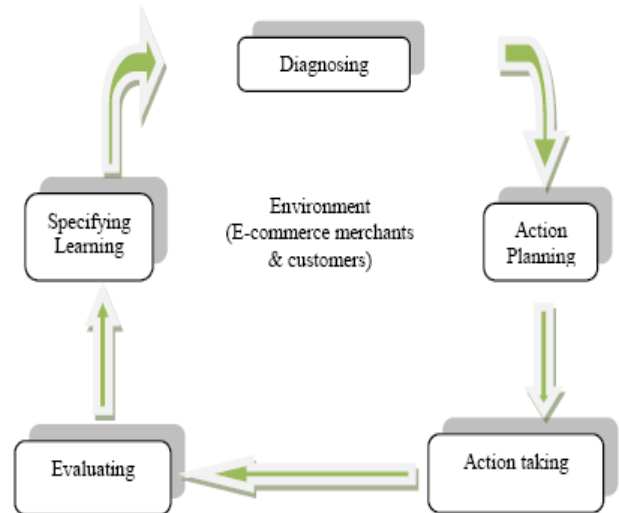 Diagnosing
Specifying
Learning
Environment
(E-commerce merchants
& customers)
Action
Planning
Evaluating
Action taking